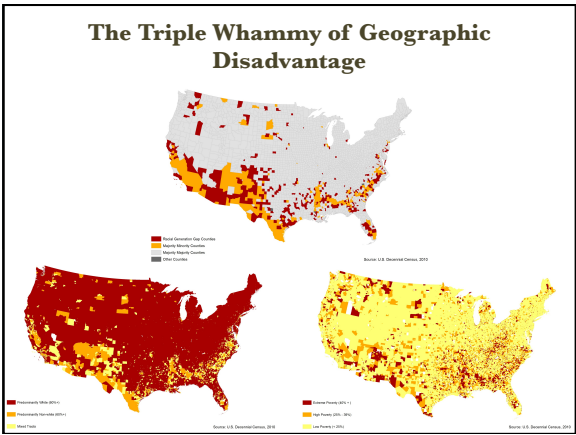 The Triple Whammy of Geographic
Disadvantage
Racial Generation Gap Counties
Majority Minority Counties
Majority Majority Counties
Other Counties
Source: U.S. Decennial Census, 2010
Predominantly White (60%+)
Predominantly Non-white (60%+)
Mixed Tracts
Source: U.S. Decennial Census, 2010
Extreme Poverty (40% + )
High Poverty (20% - 39%)
Low Poverty (< 20%)
Source: U.S. Decennial Census, 2010